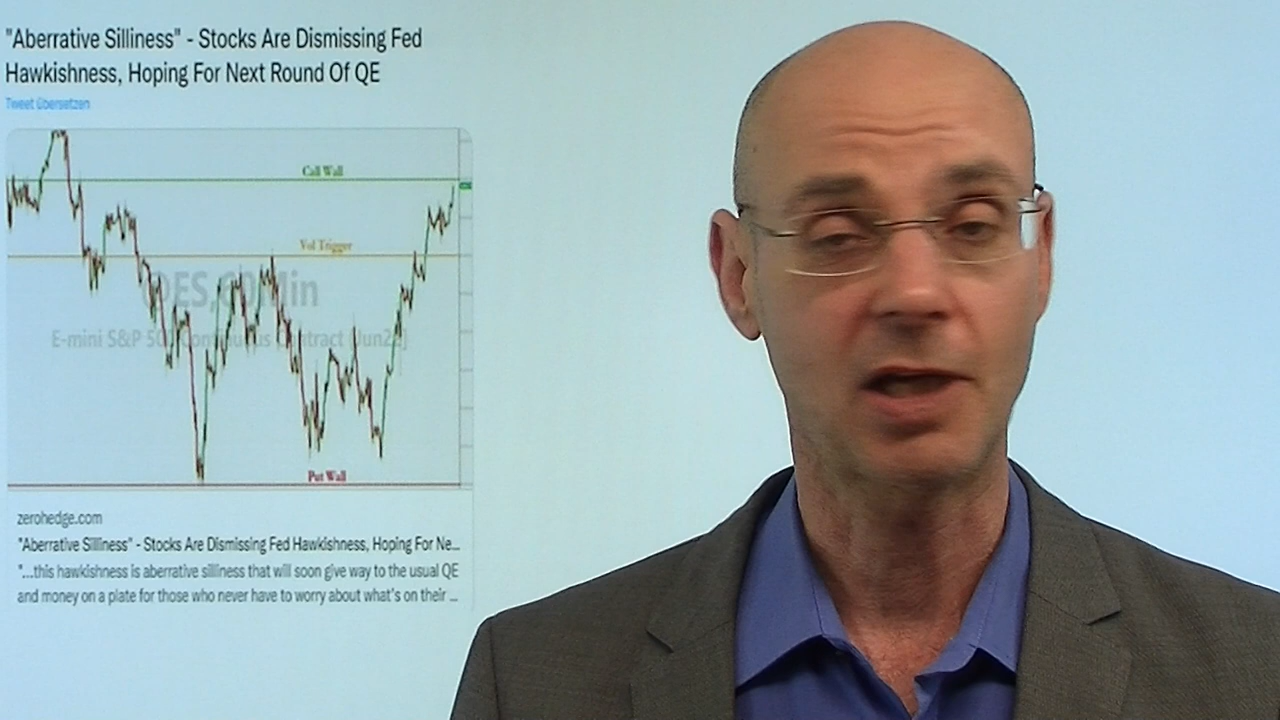 "Aberrative Silliness" - Stocks Are Dismissing Fed
Hawkishness, Hoping For Next Round Of QE
Tweet übersetzen
Call Wall
Vol Trigger
Min
E-mini S&P Contract
Put Wall
zerohedge.com
"Aberrative Silliness" - Stocks Are Dismissing Fed Hawkishness, Hoping For Ne...
"...this hawkishness is aberrative silliness that will soon give way to the usual QE
and money on a plate for those who never have to worry about what's on their ...